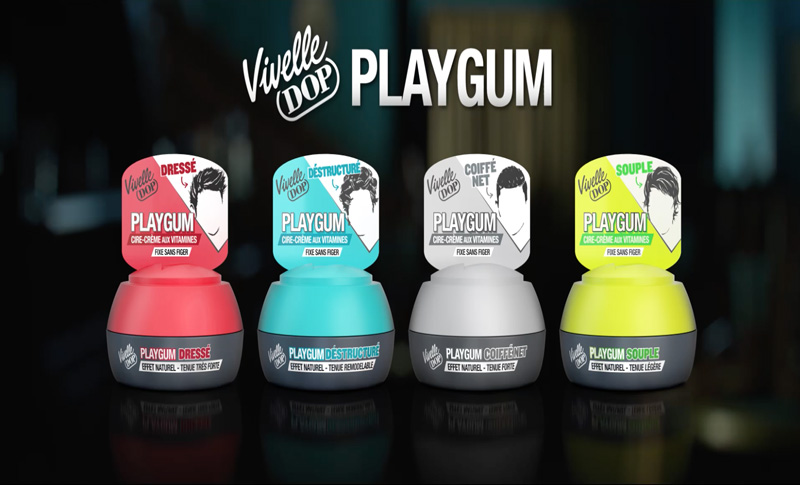 Vivelle DOP PLAYGUM
DRESSÉ
Vivelle DOP
PLAYGUM
CIRE-CRÈME AUX VITAMINES
FIXE SANS FIGER
Vivelle DOP
PLAYGUM DRESSÉ
EFFET NATUREL - TENUE TRÈS FORTE
DÉSTRUCTURÉ
Vivelle DOP
PLAYGUM
CIRE-CRÈME AUX VITAMINES
FIXE SANS FIGER
Vivelle DOP
PLAYGUM DÉSTRUCTURÉ
EFFET NATUREL - TENUE REMODELABLE
COIFFÉ
NET
Vivelle DOP
PLAYGUM
CIRE-CRÈME AUX VITAMINES
FIXE SANS FIGER
Vivelle DOP
PLAYGUM COIFFÉ NET
EFFET NATUREL - TENUE FORTE
SOUPLE
Vivelle DOP
PLAYGUM
CIRE-CRÈME AUX VITAMINES
FIXE SANS FIGER
Vivelle DOP
PLAYGUM SOUPLE
EFFET NATUREL - TENUE LÉGÈRE